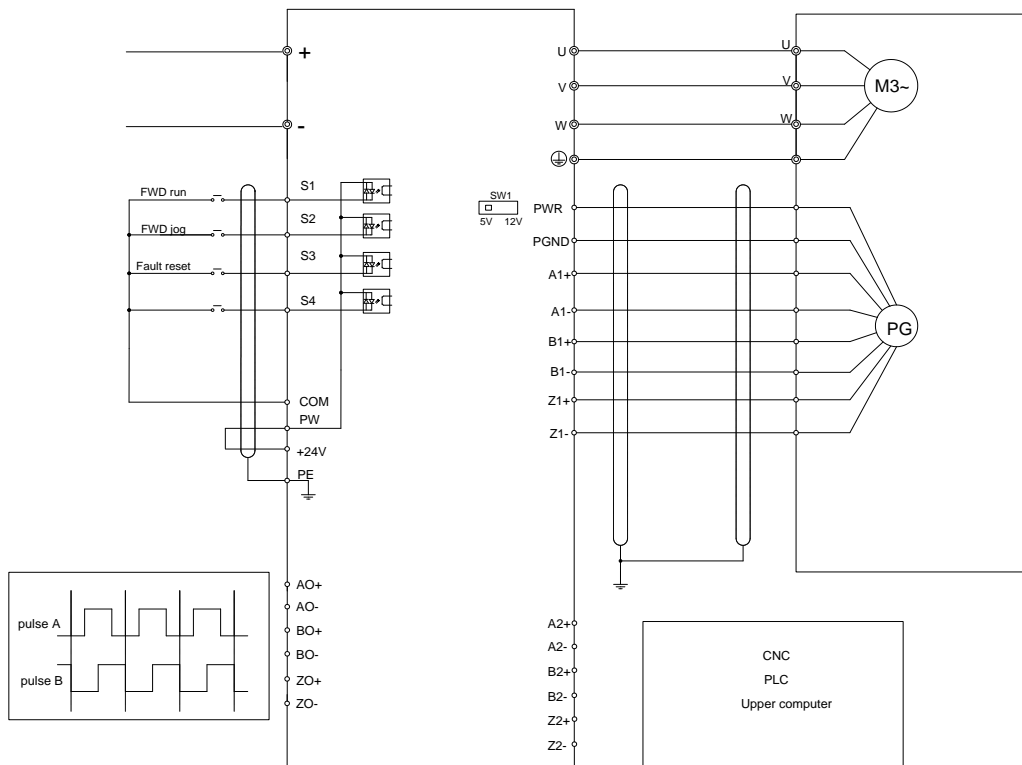 +
-
FWD run
S1
FWD jog
S2
Fault reset
S3
S4
COM
PW
+24V
PE
pulse A
pulse B
AO+
AO-
BO+
BO-
ZO+
ZO-
U
V
W
SW1
5V 12V
PWR
PGND
A1+
A1-
B1+
B1-
Z1+
Z1-
A2+
A2-
B2+
B2-
Z2+
Z2-
U
V
W
M3~
PG
CNC
PLC
Upper computer